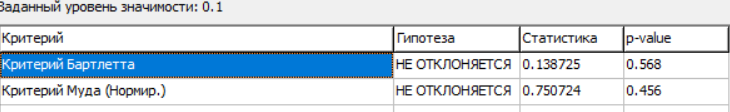 Заданный уровень значимости: 0.1
Критерий Гипотеза Статистика p-value
Критерий Бартлетта НЕ ОТКЛОНЯЕТСЯ 0.138725 0.568
Критерий Муда (Нормир.) НЕ ОТКЛОНЯЕТСЯ 0.750724 0.456